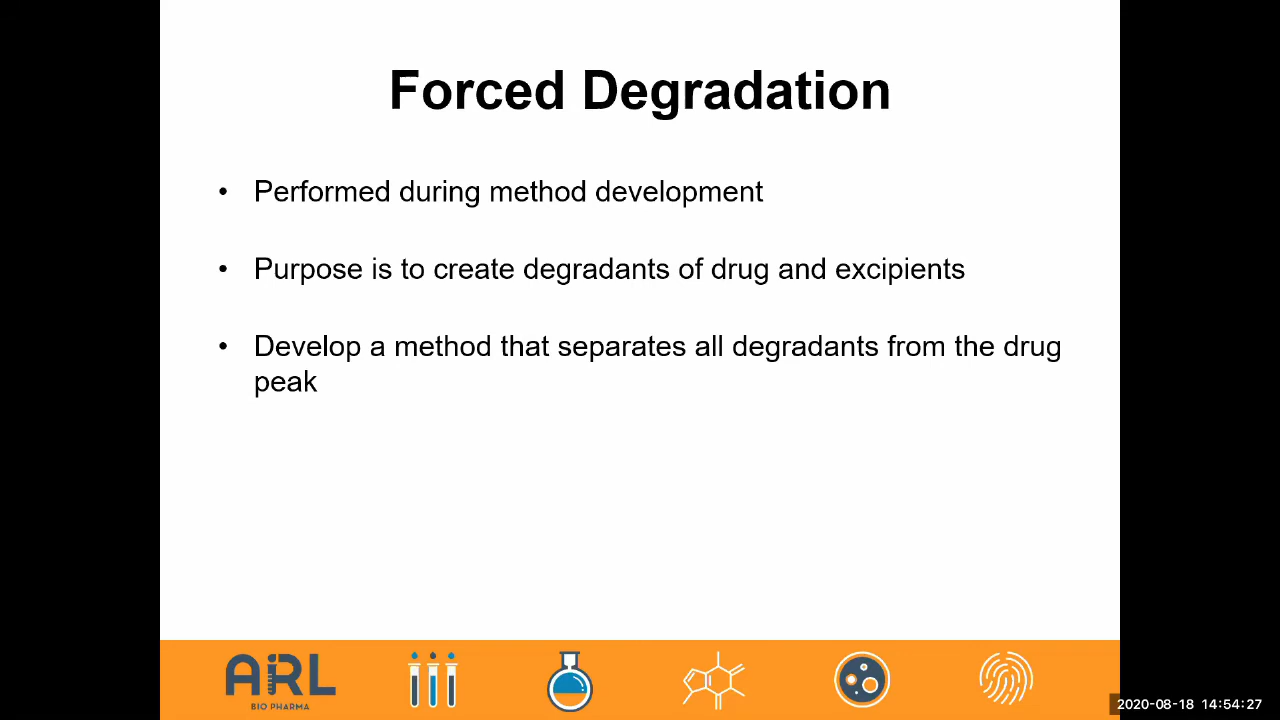 Forced Degradation
• Performed during method development
• Purpose is to create degradants of drug and excipients
• Develop a method that separates all degradants from the drug
peak
ARL
BIO PHARMA
2020-08-18 14:54:27